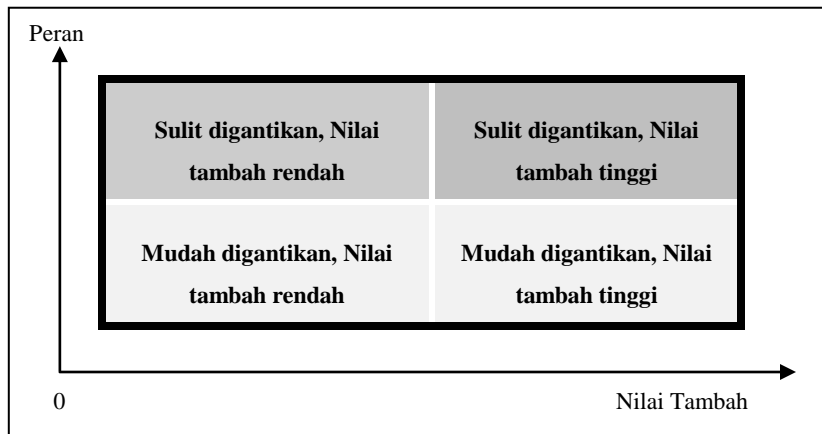 Peran
Sulit digantikan, Nilai
tambah rendah
Sulit digantikan, Nilai
tambah tinggi
Mudah digantikan, Nilai
tambah rendah
Mudah digantikan, Nilai
tambah tinggi
0
Nilai Tambah